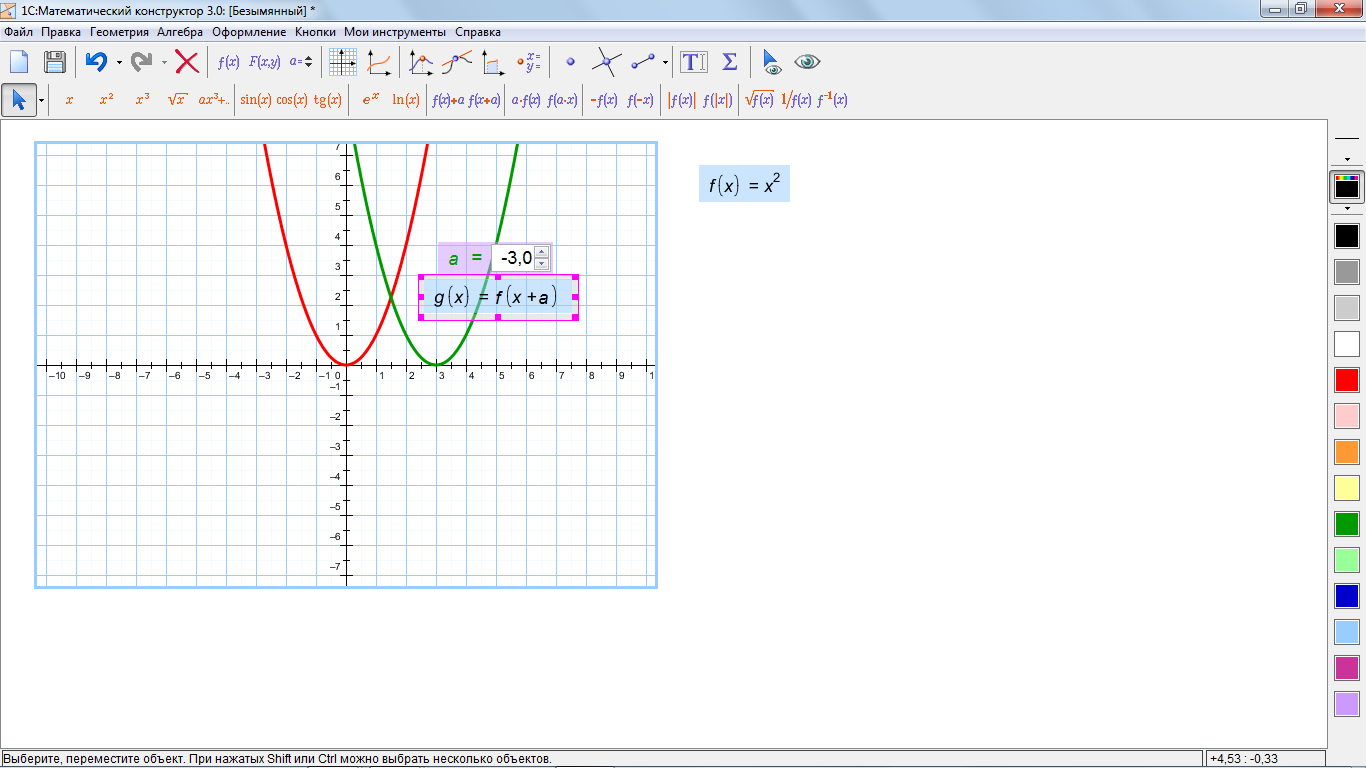 1С:Математический конструктор 3.0: [Безымянный] *
Файл Правка Геометрия Алгебра Оформление Кнопки Мои инструменты Справка
f(x) F(x,y) a= x= y= T Σ
x x² x³ √x ax³+.. sin(x) cos(x) tg(x) eˣ ln(x) f(x)+a f(x+a) a·f(x) f(a·x) -f(x) f(-x) |f(x)| f(|x|) √f(x) 1/f(x) f⁻¹(x)
7
6
5
4
3
2
1
f(x) = x²
a = -3,0
g(x) = f(x+a)
–10 –9 –8 –7 –6 –5 –4 –3 –2 –1 0 1 2 3 4 5 6 7 8 9 1
–1
–2
–3
–4
–5
–6
–7
Выберите, переместите объект. При нажатых Shift или Ctrl можно выбрать несколько объектов.
+4,53 : -0,33